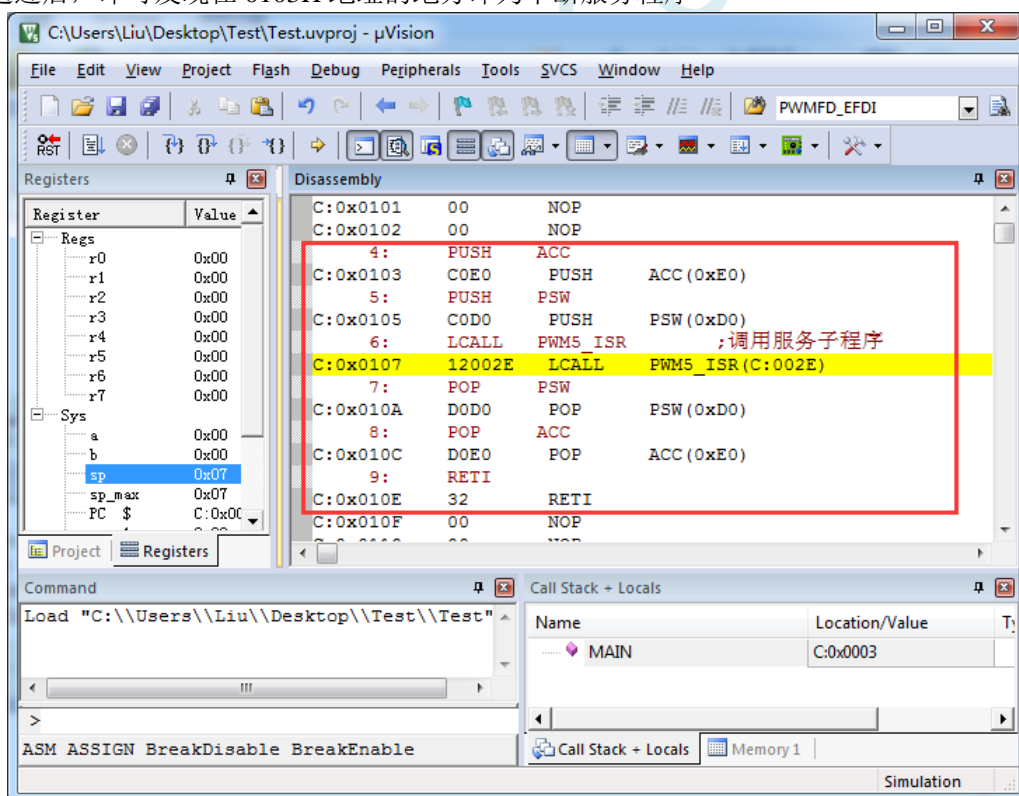 C:\Users\Liu\Desktop\Test\Test.uvproj - µVision
File Edit View Project Flash Debug Peripherals Tools SVCS Window Help
PWMFD_EFDI
RST
Registers
Disassembly
Register Value
Regs
r0 0x00
r1 0x00
r2 0x00
r3 0x00
r4 0x00
r5 0x00
r6 0x00
r7 0x00
Sys
a 0x00
b 0x00
sp 0x07
sp_max 0x07
PC $ C:0x00
C:0x0101 00 NOP
C:0x0102 00 NOP
4: PUSH ACC
C:0x0103 C0E0 PUSH ACC(0xE0)
5: PUSH PSW
C:0x0105 C0D0 PUSH PSW(0xD0)
6: LCALL PWM5_ISR ;调用服务子程序
C:0x0107 12002E LCALL PWM5_ISR(C:002E)
7: POP PSW
C:0x010A D0D0 POP PSW(0xD0)
8: POP ACC
C:0x010C D0E0 POP ACC(0xE0)
9: RETI
C:0x010E 32 RETI
C:0x010F 00 NOP
Project Registers
Command
Load "C:\\Users\\Liu\\Desktop\\Test\\Test"
>
ASM ASSIGN BreakDisable BreakEnable
Call Stack + Locals
Name Location/Value
MAIN C:0x0003
Call Stack + Locals Memory 1
Simulation